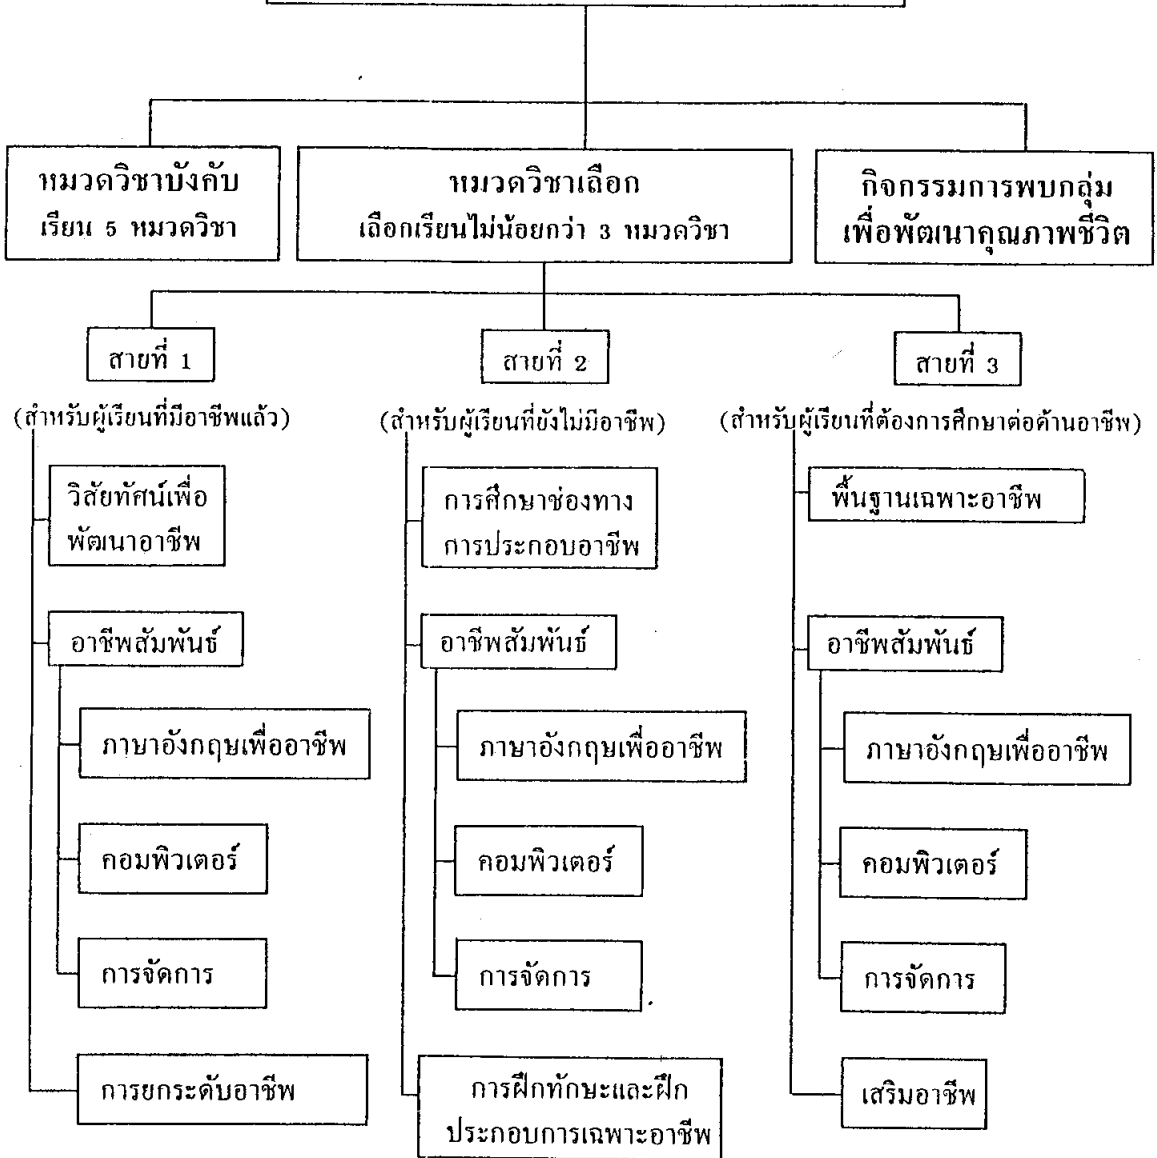 หมวดวิชาบังคับ
เรียน 5 หมวดวิชา
หมวดวิชาเลือก
เลือกเรียนไม่น้อยกว่า 3 หมวดวิชา
กิจกรรมการพบกลุ่ม
เพื่อพัฒนาคุณภาพชีวิต
สายที่ 1
(สำหรับผู้เรียนที่มีอาชีพแล้ว)
วิสัยทัศน์เพื่อ
พัฒนาอาชีพ
อาชีพสัมพันธ์
ภาษาอังกฤษเพื่ออาชีพ
คอมพิวเตอร์
การจัดการ
การยกระดับอาชีพ
สายที่ 2
(สำหรับผู้เรียนที่ยังไม่มีอาชีพ)
การศึกษาช่องทาง
การประกอบอาชีพ
อาชีพสัมพันธ์
ภาษาอังกฤษเพื่ออาชีพ
คอมพิวเตอร์
การจัดการ
การฝึกทักษะและฝึก
ประกอบการเฉพาะอาชีพ
สายที่ 3
(สำหรับผู้เรียนที่ต้องการศึกษาต่อด้านอาชีพ)
พื้นฐานเฉพาะอาชีพ
อาชีพสัมพันธ์
ภาษาอังกฤษเพื่ออาชีพ
คอมพิวเตอร์
การจัดการ
เสริมอาชีพ